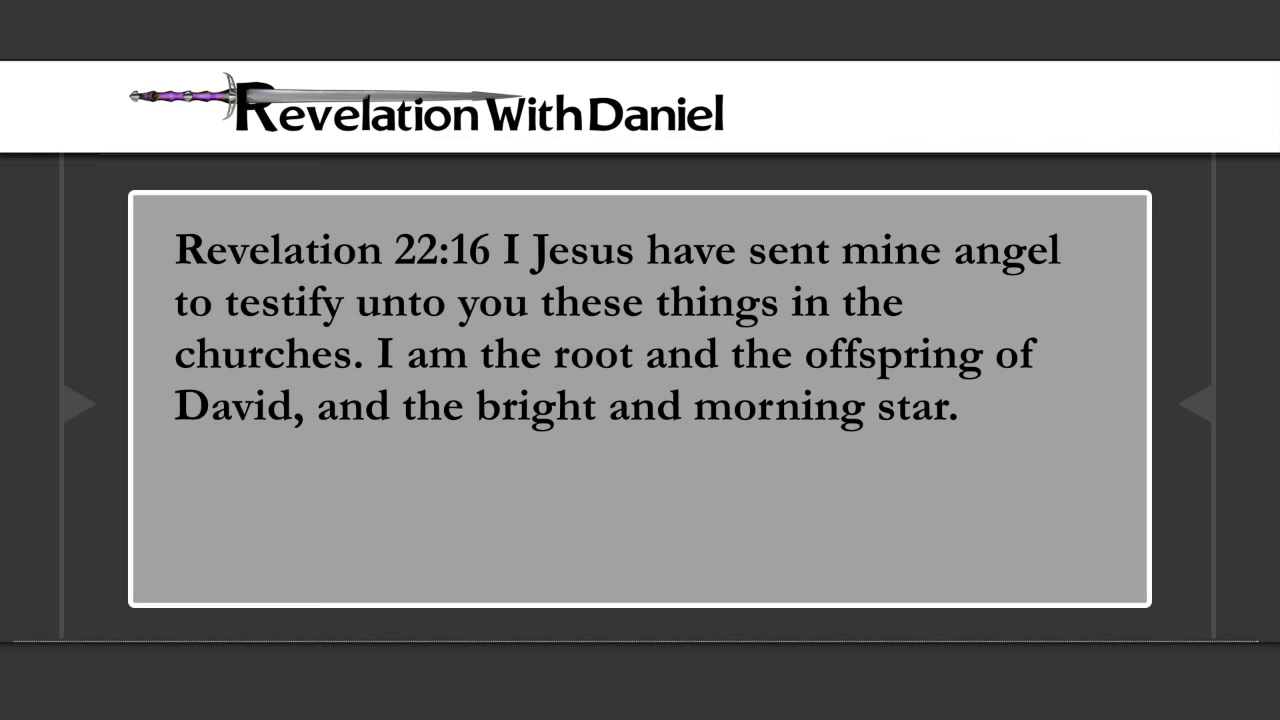 Revelation With Daniel
Revelation 22:16 I Jesus have sent mine angel
to testify unto you these things in the
churches. I am the root and the offspring of
David, and the bright and morning star.